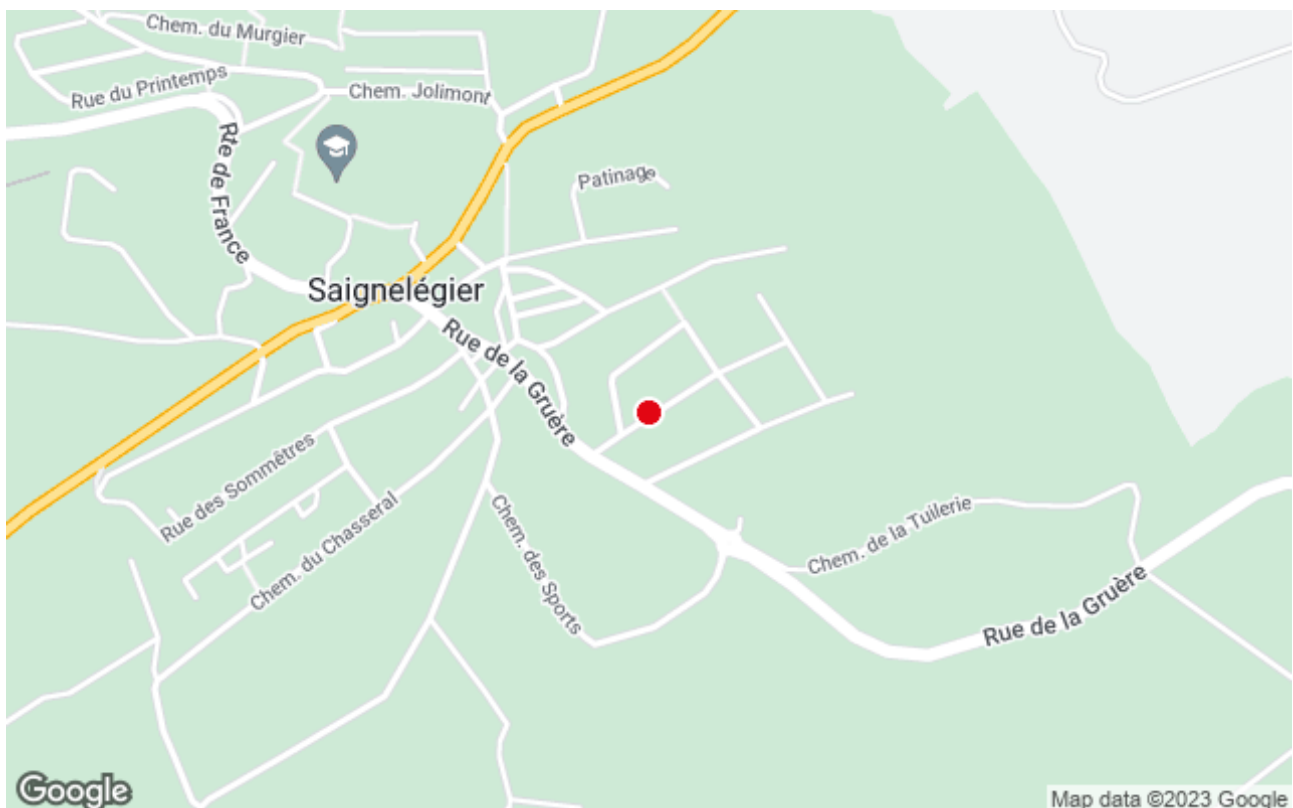 Chem. du Murgier
Rue du Printemps
Chem. Jolimont
Rte de France
Patinage
Saignelégier
Rue de la Gruère
Rue des Sommêtres
Chem. du Chasseral
Chem. des Sports
Chem. de la Tuilerie
Rue de la Gruère
Google
Map data ©2023 Google